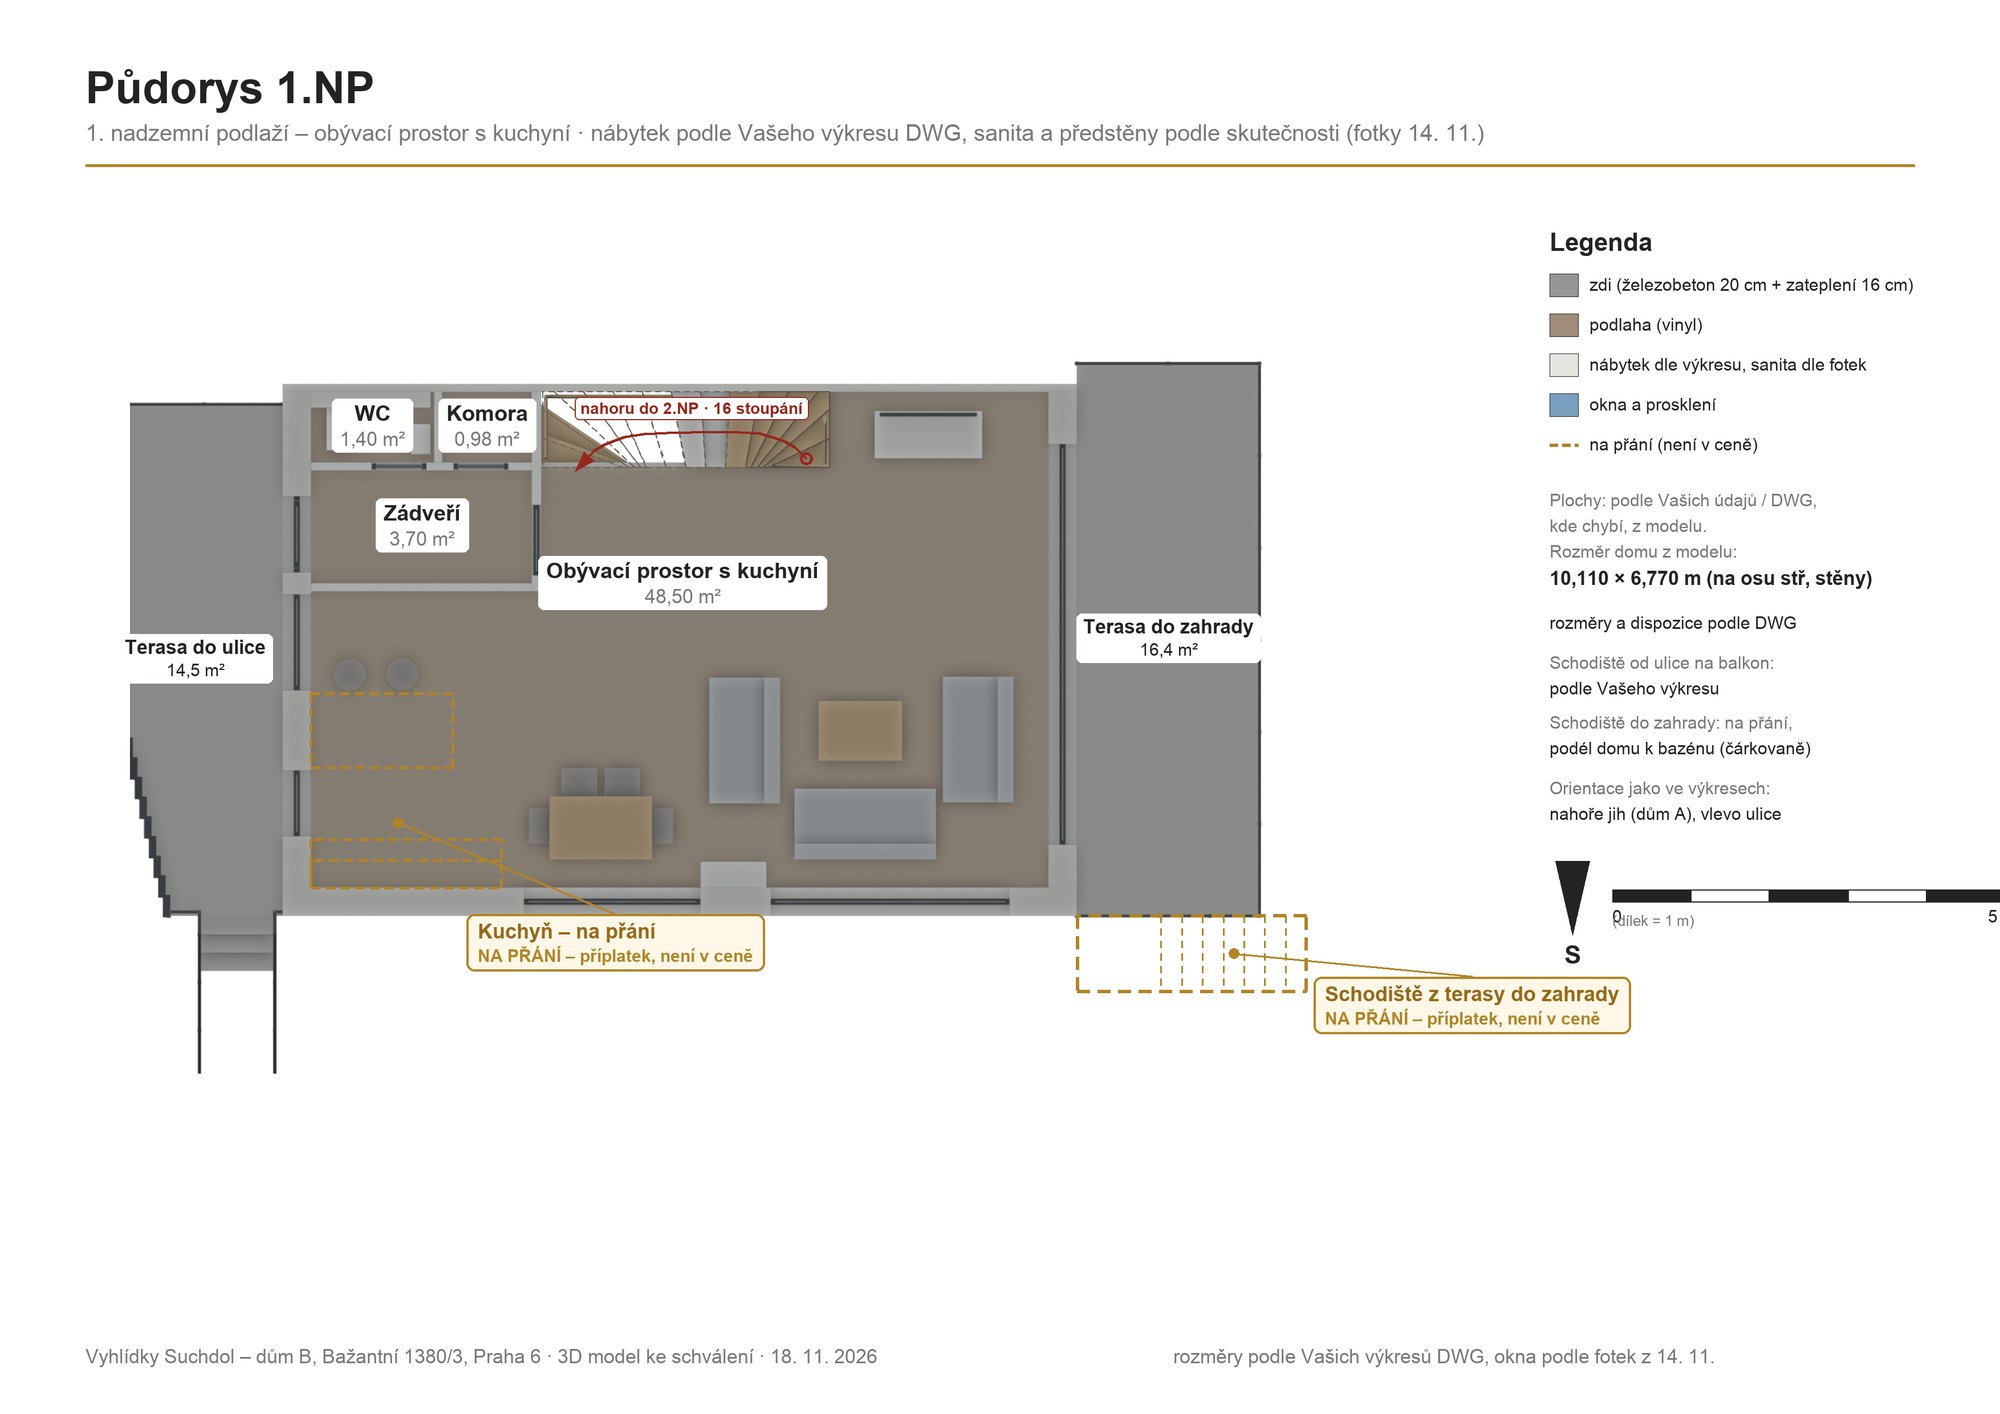 Půdorys 1.NP
1. nadzemní podlaží – obývací prostor s kuchyní · nábytek podle Vašeho výkresu DWG, sanita a předstěny podle skutečnosti (fotky 14. 11.)
WC
1,40 m²
Komora
0,98 m²
nahoru do 2.NP · 16 stoupání
Zádveří
3,70 m²
Obývací prostor s kuchyní
48,50 m²
Terasa do ulice
14,5 m²
Terasa do zahrady
16,4 m²
Kuchyň – na přání
NA PŘÁNÍ – příplatek, není v ceně
Schodiště z terasy do zahrady
NA PŘÁNÍ – příplatek, není v ceně
Legenda
zdi (železobeton 20 cm + zateplení 16 cm)
podlaha (vinyl)
nábytek dle výkresu, sanita dle fotek
okna a prosklení
na přání (není v ceně)
Plochy: podle Vašich údajů / DWG,
kde chybí, z modelu.
Rozměr domu z modelu:
10,110 × 6,770 m (na osu stř, stěny)
rozměry a dispozice podle DWG
Schodiště od ulice na balkon:
podle Vašeho výkresu
Schodiště do zahrady: na přání,
podél domu k bazénu (čárkovaně)
Orientace jako ve výkresech:
nahoře jih (dům A), vlevo ulice
S
0
5
(dílek = 1 m)
Vyhlídky Suchdol – dům B, Bažantní 1380/3, Praha 6 · 3D model ke schválení · 18. 11. 2026
rozměry podle Vašich výkresů DWG, okna podle fotek z 14. 11.